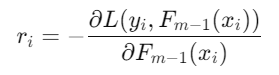 r_i = -\frac{\partial L(y_i, F_{m-1}(x_i))}{\partial F_{m-1}(x_i)}